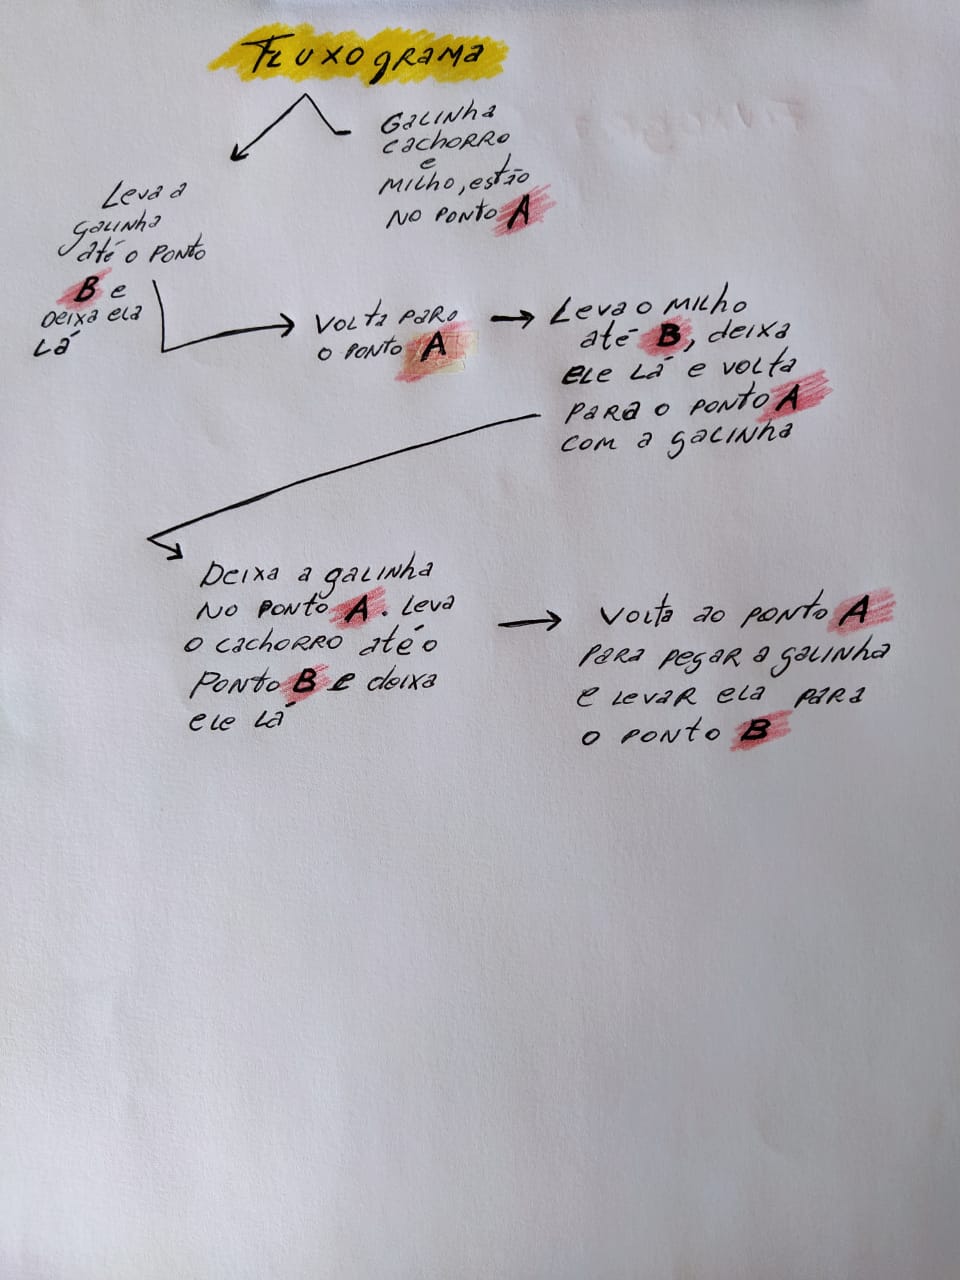 Fluxograma
Galinha
cachorro
e
milho, estão
no ponto A
Leva a
galinha
até o ponto
B e
deixa ela
lá
Volta paro
o ponto A
Leva o milho
até B, deixa
ele lá e volta
para o ponto A
com a galinha
Deixa a galinha
no ponto A. Leva
o cachorro até o
Ponto B e deixa
ele lá
Volta ao ponto A
para pegar a galinha
e levar ela para
o ponto B